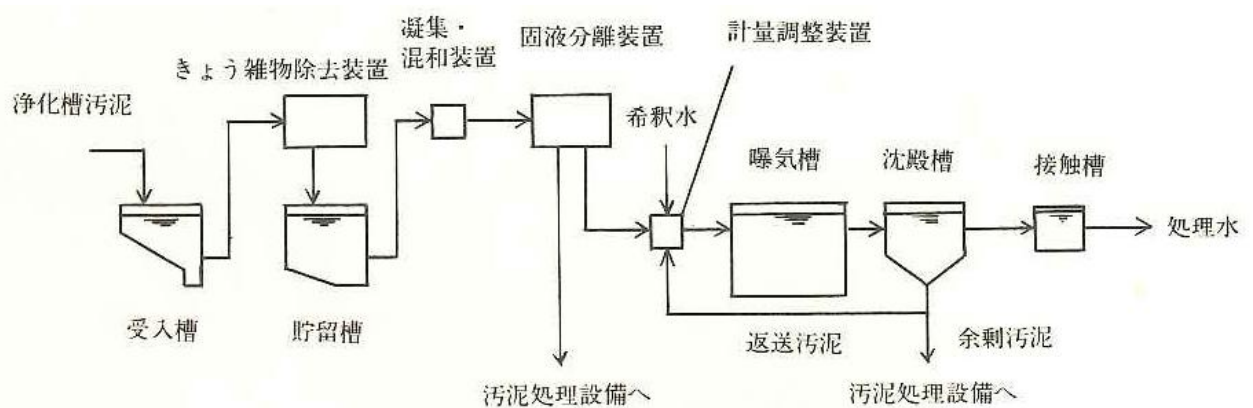 浄化槽汚泥
きょう雑物除去装置
凝集・
混和装置
固液分離装置
計量調整装置
希釈水
曝気槽
沈殿槽
接触槽
処理水
受入槽
貯留槽
返送汚泥
余剰汚泥
汚泥処理設備へ
汚泥処理設備へ